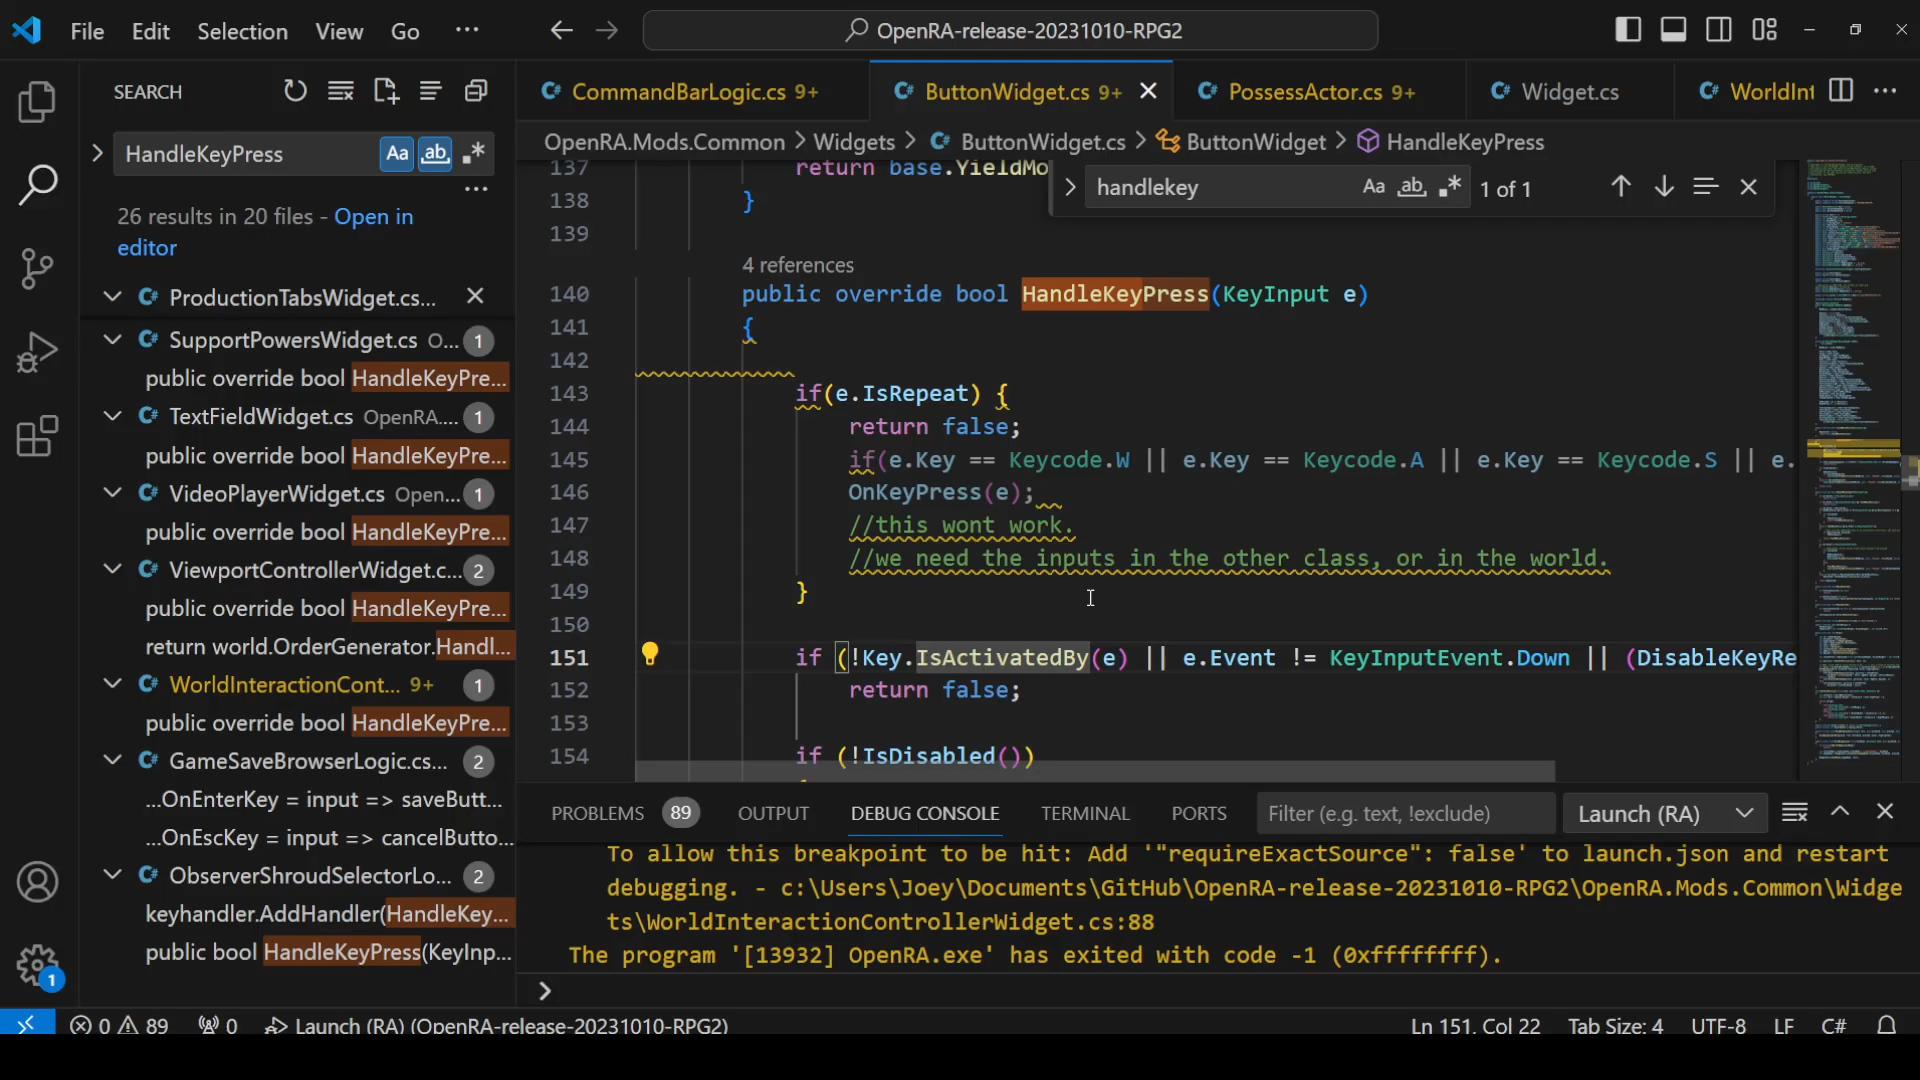 File Edit Selection View Go ···
OpenRA-release-20231010-RPG2
SEARCH
HandleKeyPress
Aa ab
26 results in 20 files - Open in
editor
ProductionTabsWidget.cs...
SupportPowersWidget.cs O... 1
public override bool HandleKeyPre...
TextFieldWidget.cs OpenRA.... 1
public override bool HandleKeyPre...
VideoPlayerWidget.cs Open... 1
public override bool HandleKeyPre...
ViewportControllerWidget.c... 2
public override bool HandleKeyPre...
return world.OrderGenerator.Handl...
WorldInteractionCont... 9+ 1
public override bool HandleKeyPre...
GameSaveBrowserLogic.cs... 2
...OnEnterKey = input => saveButt...
...OnEscKey = input => cancelButto...
ObserverShroudSelectorLo... 2
keyhandler.AddHandler(HandleKey...
public bool HandleKeyPress(KeyInp...
1
CommandBarLogic.cs 9+ ButtonWidget.cs 9+ PossessActor.cs 9+ Widget.cs WorldInt
OpenRA.Mods.Common > Widgets > ButtonWidget.cs > ButtonWidget > HandleKeyPress
handlekey Aa ab 1 of 1
137 return base.YieldMo
138 }
139
4 references
140 public override bool HandleKeyPress(KeyInput e)
141 {
142
143 if(e.IsRepeat) {
144 return false;
145 if(e.Key == Keycode.W || e.Key == Keycode.A || e.Key == Keycode.S || e.
146 OnKeyPress(e);
147 //this wont work.
148 //we need the inputs in the other class, or in the world.
149 }
150
151 if (!Key.IsActivatedBy(e) || e.Event != KeyInputEvent.Down || (DisableKeyRe
152 return false;
153
154 if (!IsDisabled())
PROBLEMS 89 OUTPUT DEBUG CONSOLE TERMINAL PORTS Filter (e.g. text, !exclude) Launch (RA)
To allow this breakpoint to be hit: Add '"requireExactSource": false' to launch.json and restart
debugging. - c:\Users\Joey\Documents\GitHub\OpenRA-release-20231010-RPG2\OpenRA.Mods.Common\Widge
ts\WorldInteractionControllerWidget.cs:88
The program '[13932] OpenRA.exe' has exited with code -1 (0xffffffff).
>
0 89 0 Launch (RA) (OpenRA-release-20231010-RPG2) Ln 151, Col 22 Tab Size: 4 UTF-8 LF C#